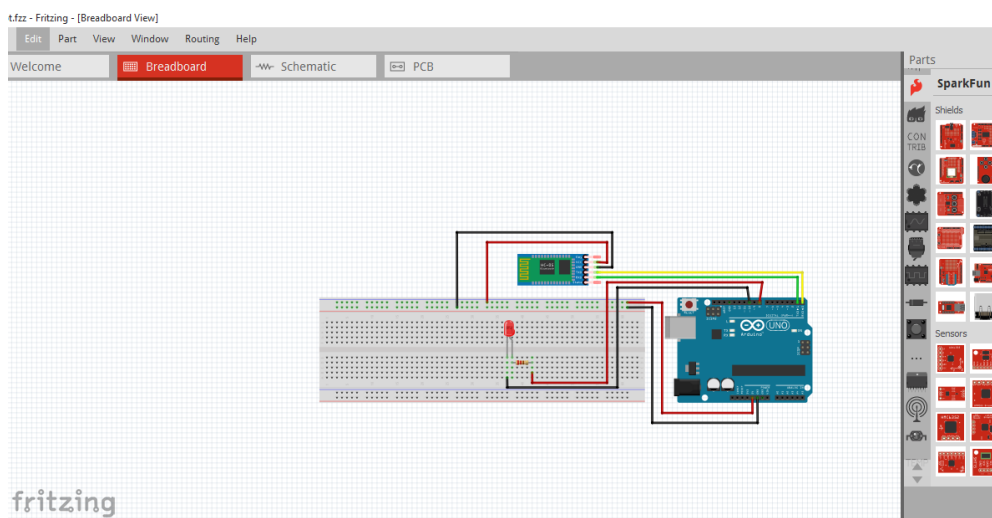 t.fzz - Fritzing - [Breadboard View]
Edit Part View Window Routing Help
Welcome
Breadboard
Schematic
PCB
Parts
SparkFun
Shields
CON
TRIB
UNO
Arduino
Sensors
...
fritzing